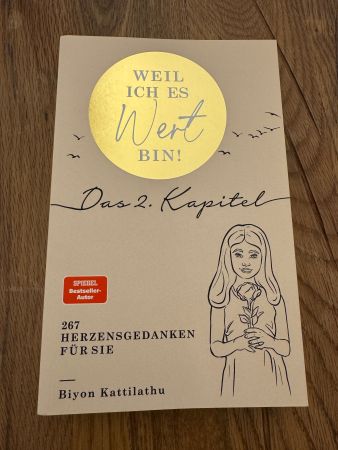 WEIL
ICH ES
Wert
BIN!
Das 2. Kapitel
SPIEGEL
Bestseller-
Autor
267
HERZENSGEDANKEN
FÜR SIE
Biyon Kattilathu